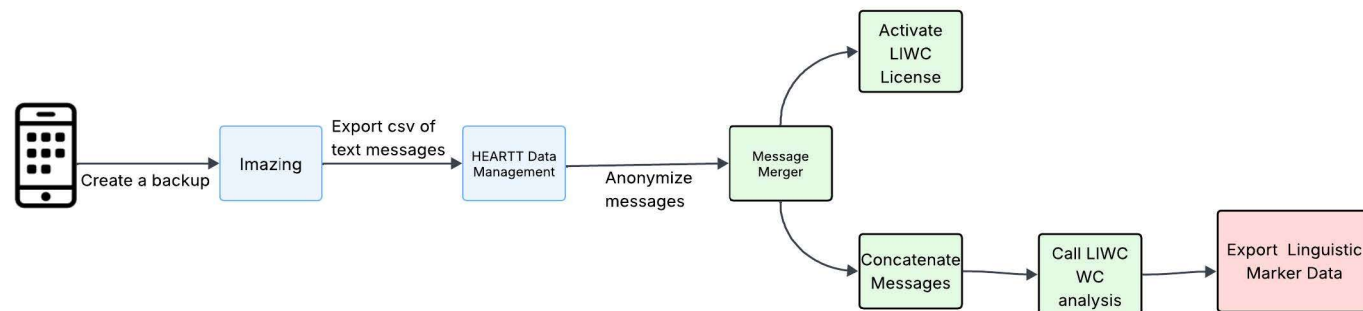 Create a backup
Imazing
Export csv of
text messages
HEARTT Data
Management
Anonymize
messages
Message
Merger
Activate
LIWC
License
Concatenate
Messages
Call LIWC
WC
analysis
Export Linguistic
Marker Data